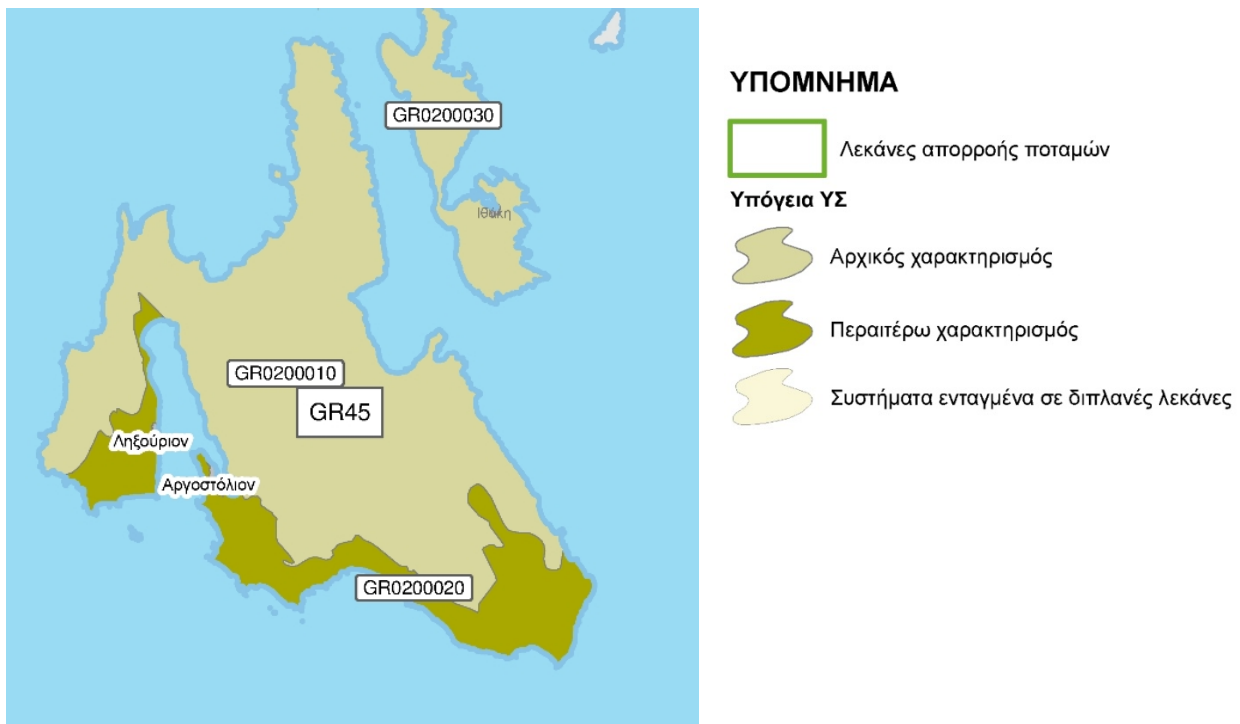 GR0200030
Ιθάκη
GR0200010
GR45
Ληξούριον
Αργοστόλιον
GR0200020
ΥΠΟΜΝΗΜΑ
Λεκάνες απορροής ποταμών
Υπόγεια ΥΣ
Αρχικός χαρακτηρισμός
Περαιτέρω χαρακτηρισμός
Συστήματα ενταγμένα σε διπλανές λεκάνες